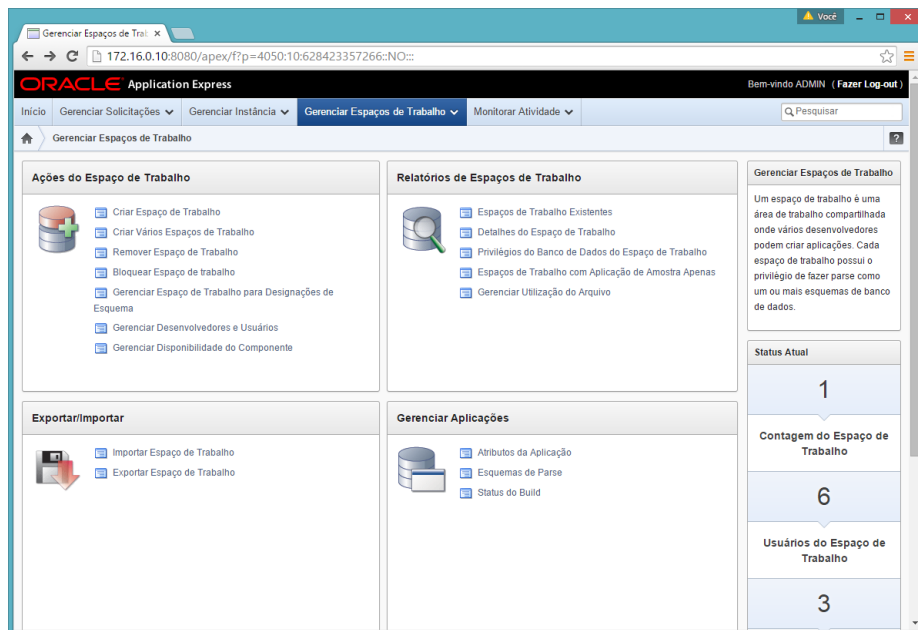 Você
Gerenciar Espaços de Trab
172.16.0.10:8080/apex/f?p=4050:10:628423357266::NO:::
ORACLE Application Express
Bem-vindo ADMIN ( Fazer Log-out )
Início Gerenciar Solicitações Gerenciar Instância Gerenciar Espaços de Trabalho Monitorar Atividade Pesquisar
Gerenciar Espaços de Trabalho ?
Ações do Espaço de Trabalho
Criar Espaço de Trabalho
Criar Vários Espaços de Trabalho
Remover Espaço de Trabalho
Bloquear Espaço de trabalho
Gerenciar Espaço de Trabalho para Designações de
Esquema
Gerenciar Desenvolvedores e Usuários
Gerenciar Disponibilidade do Componente
Relatórios de Espaços de Trabalho
Espaços de Trabalho Existentes
Detalhes do Espaço de Trabalho
Privilégios do Banco de Dados do Espaço de Trabalho
Espaços de Trabalho com Aplicação de Amostra Apenas
Gerenciar Utilização do Arquivo
Exportar/Importar
Importar Espaço de Trabalho
Exportar Espaço de Trabalho
Gerenciar Aplicações
Atributos da Aplicação
Esquemas de Parse
Status do Build
Gerenciar Espaços de Trabalho
Um espaço de trabalho é uma
área de trabalho compartilhada
onde vários desenvolvedores
podem criar aplicações. Cada
espaço de trabalho possui o
privilégio de fazer parse como
um ou mais esquemas de banco
de dados.
Status Atual
1
Contagem do Espaço de
Trabalho
6
Usuários do Espaço de
Trabalho
3